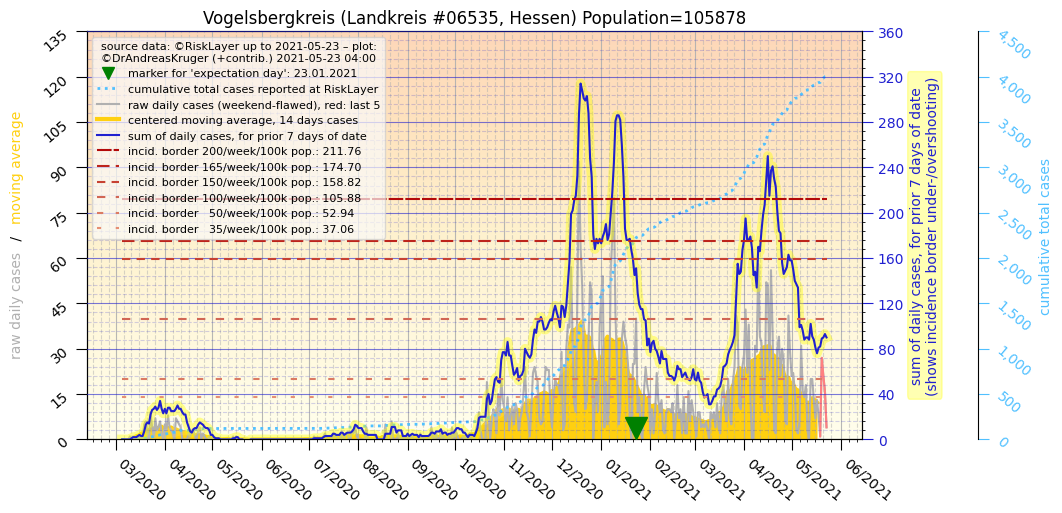 Vogelsbergkreis (Landkreis #06535, Hessen) Population=105878
source data: ©RiskLayer up to 2021-05-23 – plot:
©DrAndreasKruger (+contrib.) 2021-05-23 04:00
marker for 'expectation day': 23.01.2021
cumulative total cases reported at RiskLayer
raw daily cases (weekend-flawed), red: last 5
centered moving average, 14 days cases
sum of daily cases, for prior 7 days of date
incid. border 200/week/100k pop.: 211.76
incid. border 165/week/100k pop.: 174.70
incid. border 150/week/100k pop.: 158.82
incid. border 100/week/100k pop.: 105.88
incid. border   50/week/100k pop.: 52.94
incid. border   35/week/100k pop.: 37.06
raw daily cases / moving average
135
120
105
90
75
60
45
30
15
0
03/2020
04/2020
05/2020
06/2020
07/2020
08/2020
09/2020
10/2020
11/2020
12/2020
01/2021
02/2021
03/2021
04/2021
05/2021
06/2021
360
320
280
240
200
160
120
80
40
0
sum of daily cases, for prior 7 days of date
(shows incidence border under-/overshooting)
4,500
4,000
3,500
3,000
2,500
2,000
1,500
1,000
500
0
cumulative total cases